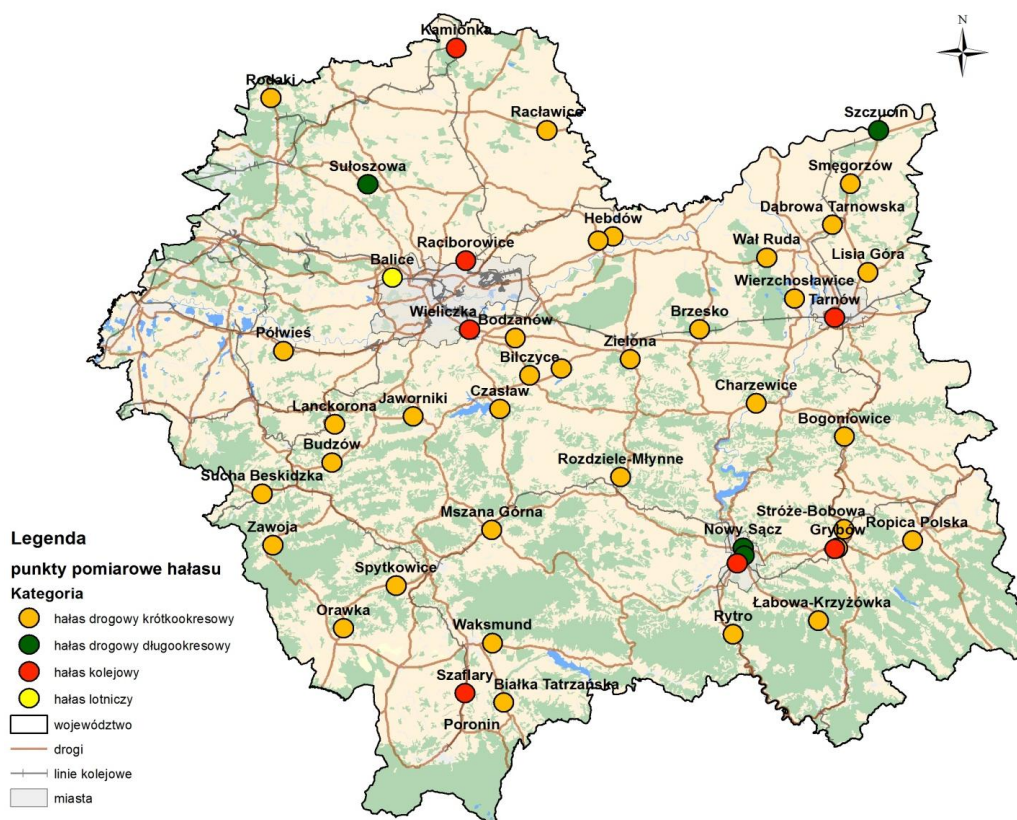 N
Kamionka
Rodaki
Racławice
Szczucin
Sułoszowa
Smęgorzów
Dąbrowa Tarnowska
Hebdów
Raciborowice
Wał Ruda
Lisia Góra
Balice
Wierzchosławice
Tarnów
Wieliczka
Bodzanów
Brzesko
Półwieś
Zielona
Bilczyce
Czasław
Charzewice
Jaworniki
Lanckorona
Bogoniowice
Budzów
Rozdziele-Młynne
Sucha Beskidzka
Mszana Górna
Stróże-Bobowa
Zawoja
Nowy Sącz
Grybów
Ropica Polska
Spytkowice
Orawka
Łabowa-Krzyżówka
Waksmund
Rytro
Szaflary
Białka Tatrzańska
Poronin
Legenda
punkty pomiarowe hałasu
Kategoria
hałas drogowy krótkookresowy
hałas drogowy długookresowy
hałas kolejowy
hałas lotniczy
województwo
drogi
linie kolejowe
miasta